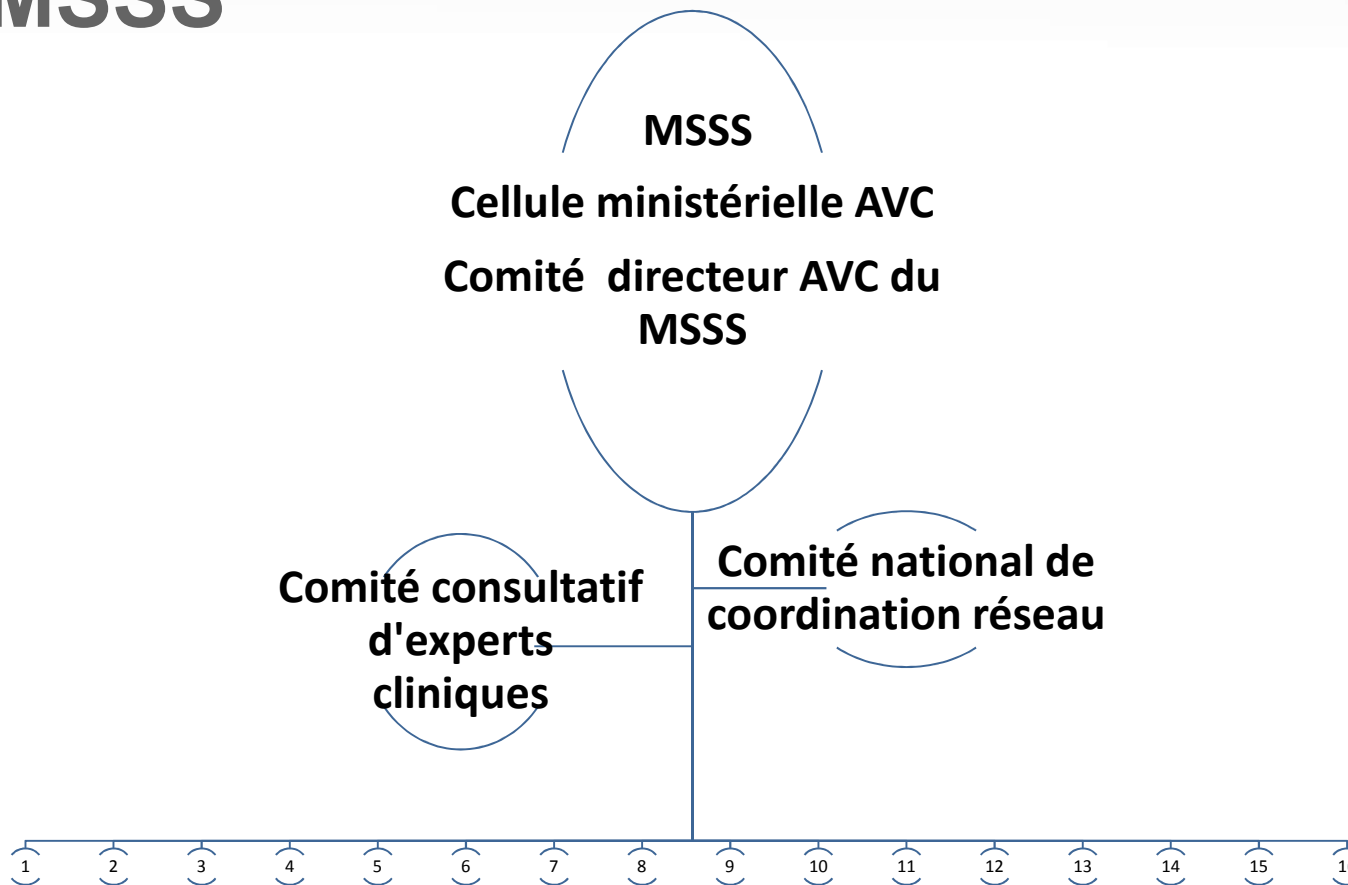 MSSS
MSSS
Cellule ministérielle AVC
Comité directeur AVC du
MSSS
Comité consultatif
d'experts
cliniques
Comité national de
coordination réseau
1 2 3 4 5 6 7 8 9 10 11 12 13 14 15